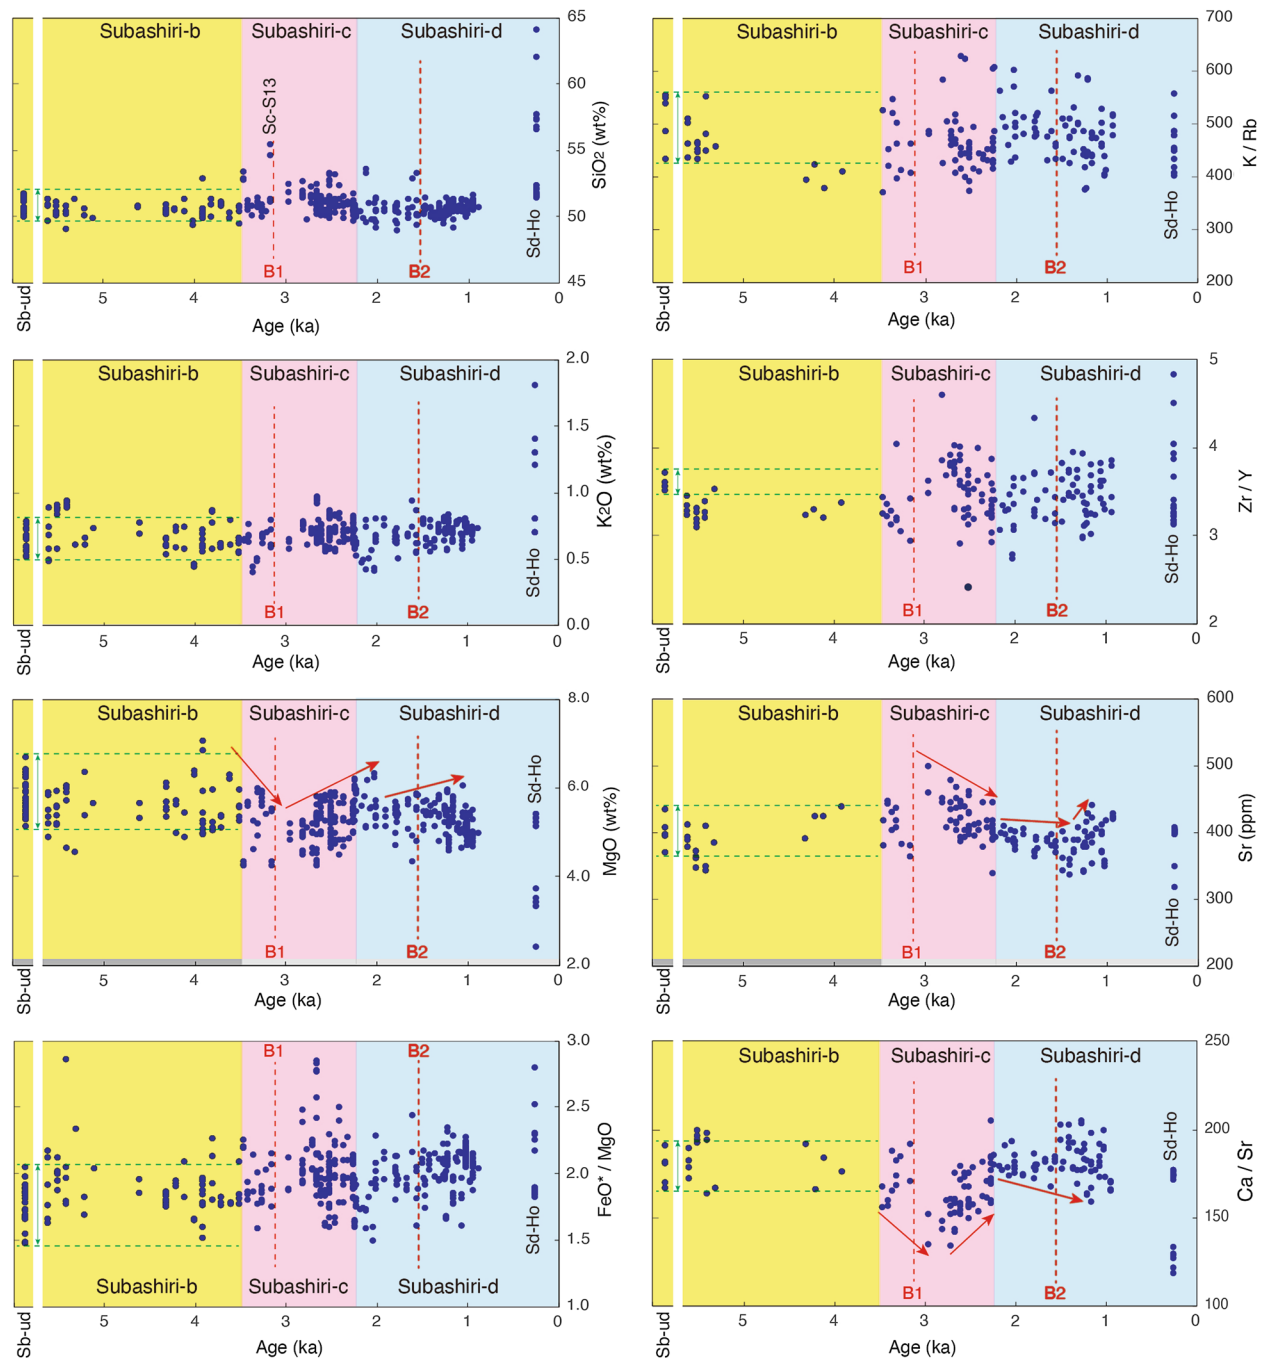 Subashiri-b Subashiri-c Subashiri-d
Sc-S13
B1 B2
Sd-Ho
65
60
55
50
45
SiO2 (wt%)
Sb-ud
5 4 3 2 1 0
Age (ka)
Subashiri-b Subashiri-c Subashiri-d
B1 B2
Sd-Ho
700
600
500
400
300
200
K / Rb
Sb-ud
5 4 3 2 1 0
Age (ka)
Subashiri-b Subashiri-c Subashiri-d
B1 B2
Sd-Ho
2.0
1.5
1.0
0.5
0.0
K2O (wt%)
Sb-ud
5 4 3 2 1 0
Age (ka)
Subashiri-b Subashiri-c Subashiri-d
B1 B2
Sd-Ho
5
4
3
2
Zr / Y
Sb-ud
5 4 3 2 1 0
Age (ka)
Subashiri-b Subashiri-c Subashiri-d
B1 B2
Sd-Ho
8.0
6.0
4.0
2.0
MgO (wt%)
Sb-ud
5 4 3 2 1 0
Age (ka)
Subashiri-b Subashiri-c Subashiri-d
B1 B2
Sd-Ho
600
500
400
300
200
Sr (ppm)
Sb-ud
5 4 3 2 1 0
Age (ka)
B1 B2
Sd-Ho
Subashiri-b Subashiri-c Subashiri-d
3.0
2.5
2.0
1.5
1.0
FeO* / MgO
Sb-ud
5 4 3 2 1 0
Age (ka)
Subashiri-b Subashiri-c Subashiri-d
B1 B2
Sd-Ho
250
200
150
100
Ca / Sr
Sb-ud
5 4 3 2 1 0
Age (ka)